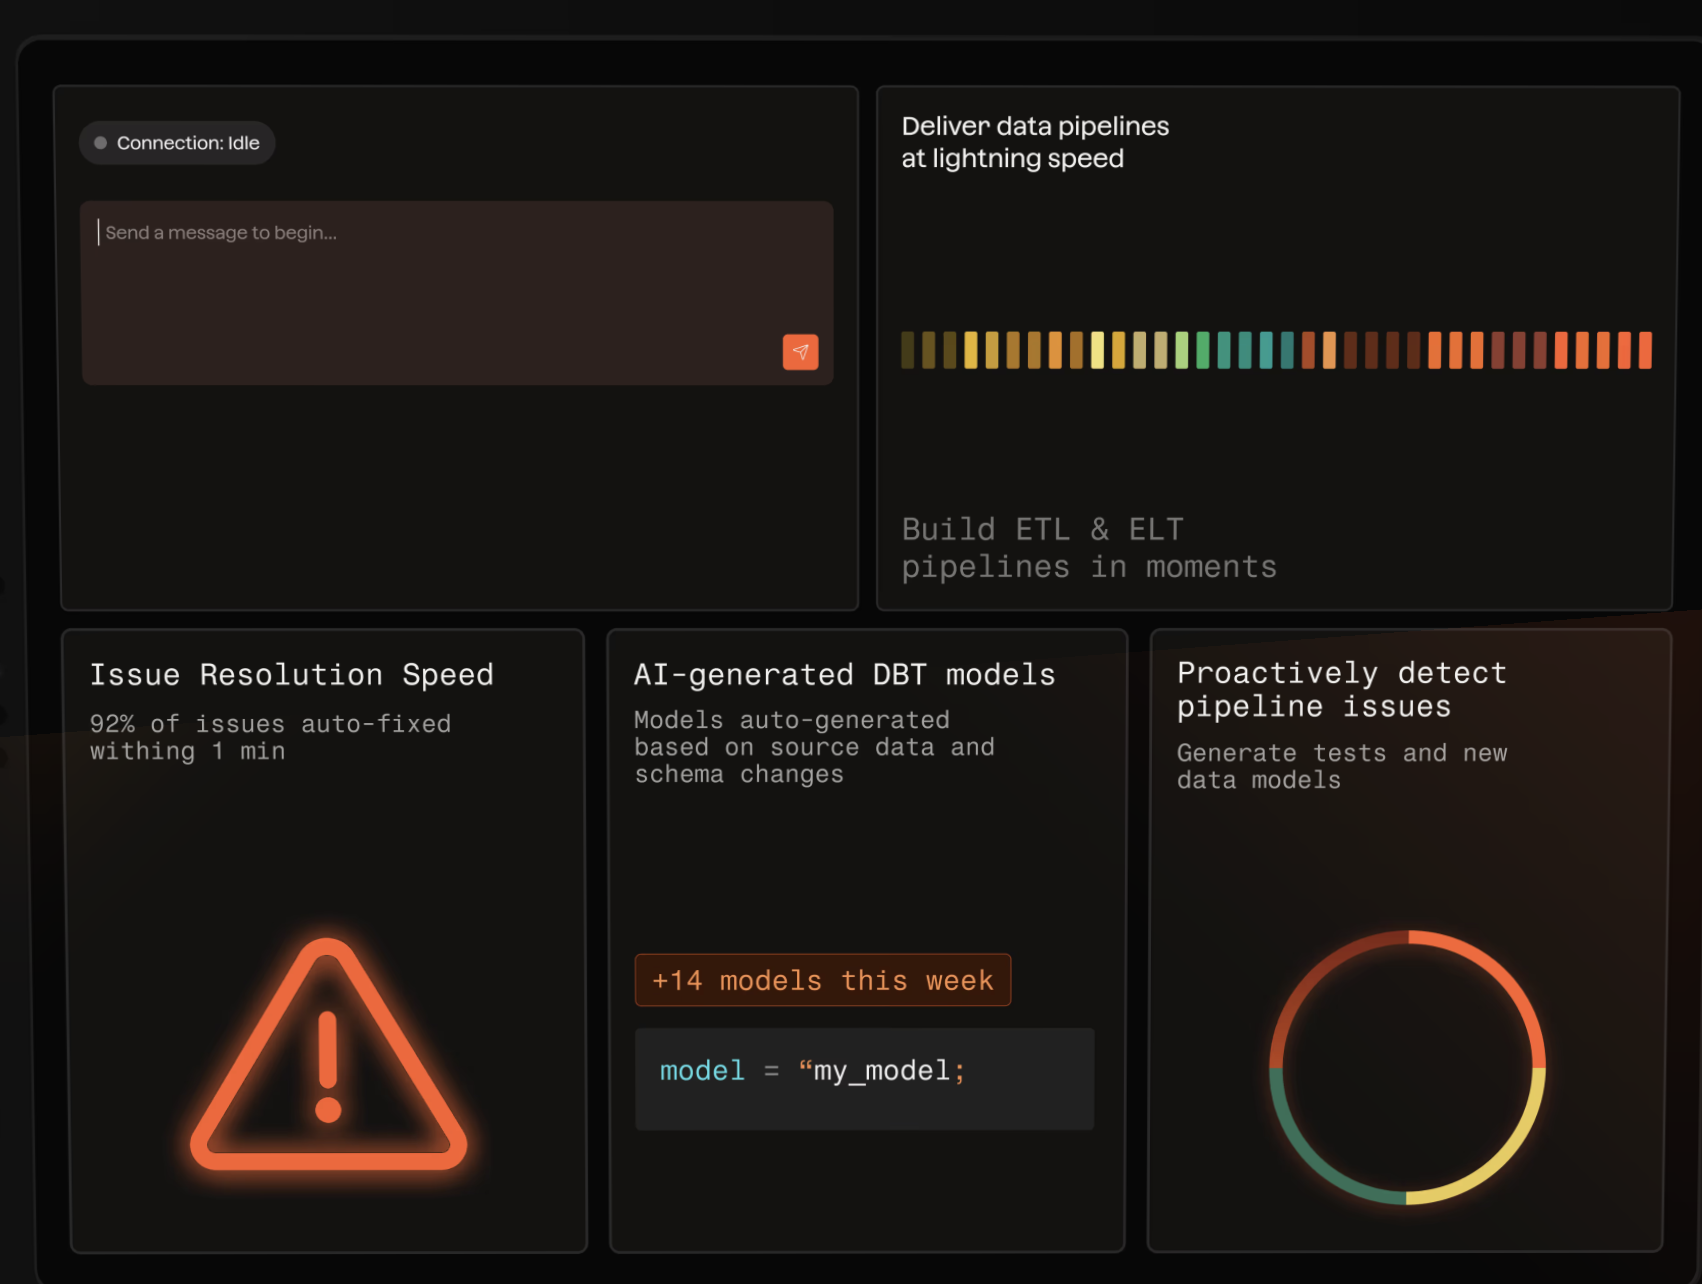 Connection: Idle
Send a message to begin...
Deliver data pipelines
at lightning speed
Build ETL & ELT
pipelines in moments
Issue Resolution Speed
92% of issues auto-fixed
withing 1 min
AI-generated DBT models
Models auto-generated
based on source data and
schema changes
+14 models this week
model = “my_model;
Proactively detect
pipeline issues
Generate tests and new
data models